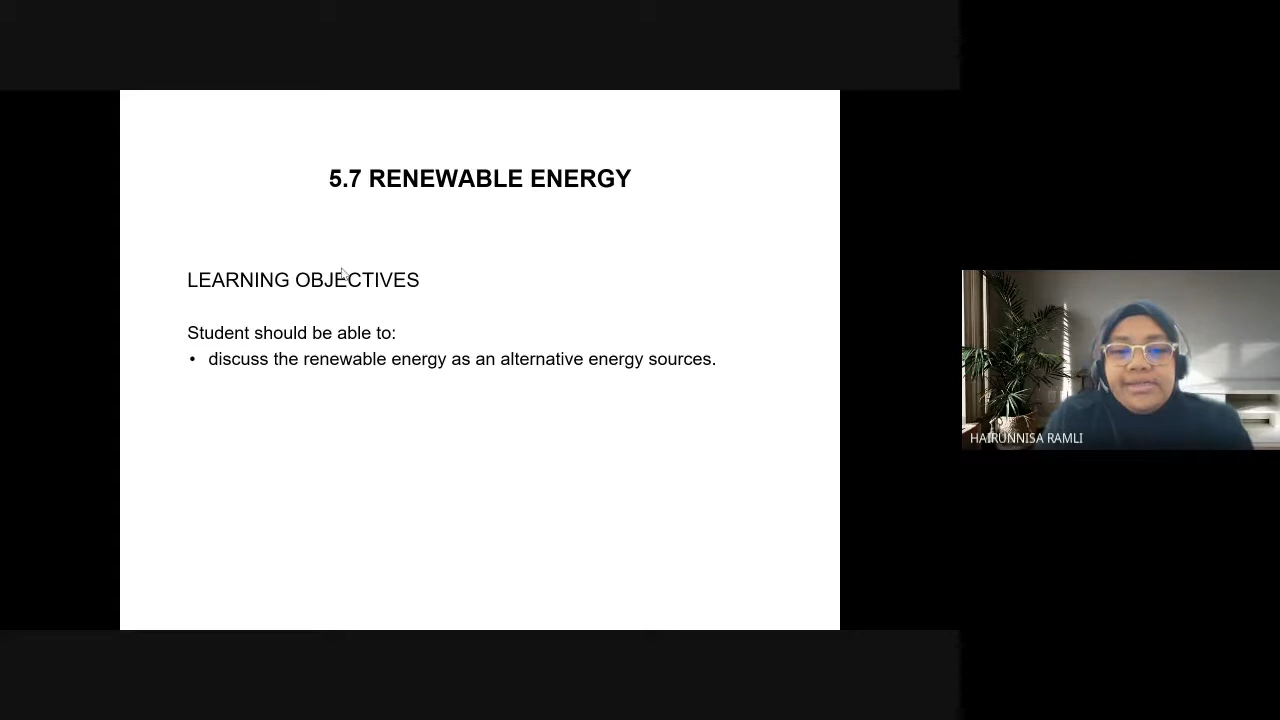 5.7 RENEWABLE ENERGY
LEARNING OBJECTIVES
Student should be able to:
• discuss the renewable energy as an alternative energy sources.
HAIRUNNISA RAMLI